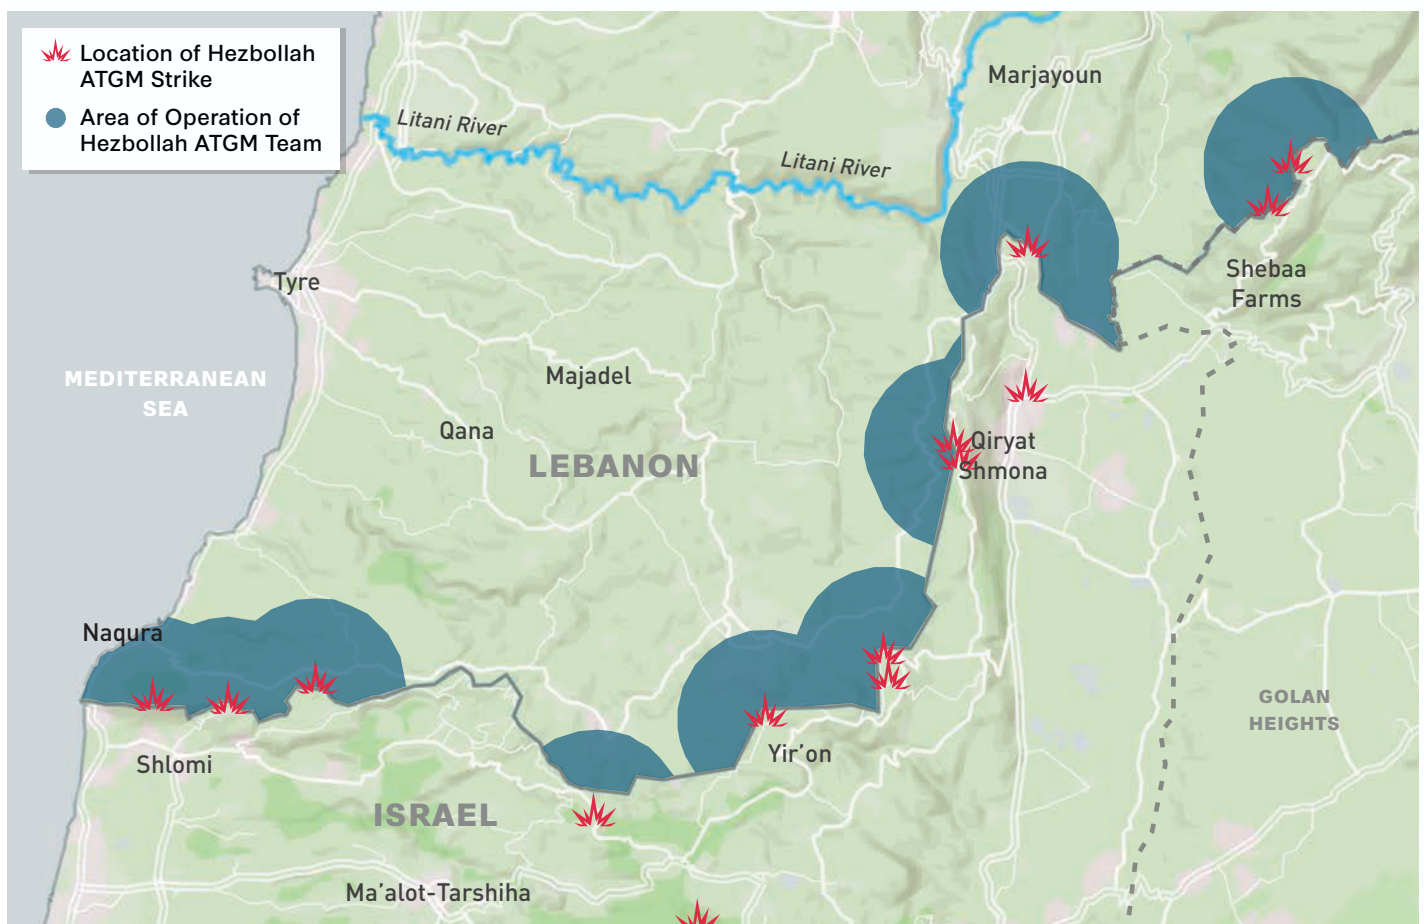 Location of Hezbollah
ATGM Strike
Area of Operation of
Hezbollah ATGM Team
Marjayoun
Litani River
Litani River
Shebaa
Farms
Tyre
MEDITERRANEAN
SEA
Majadel
Qana
LEBANON
Qiryat
Shmona
Naqura
GOLAN
HEIGHTS
Yir'on
Shlomi
ISRAEL
Ma'alot-Tarshiha